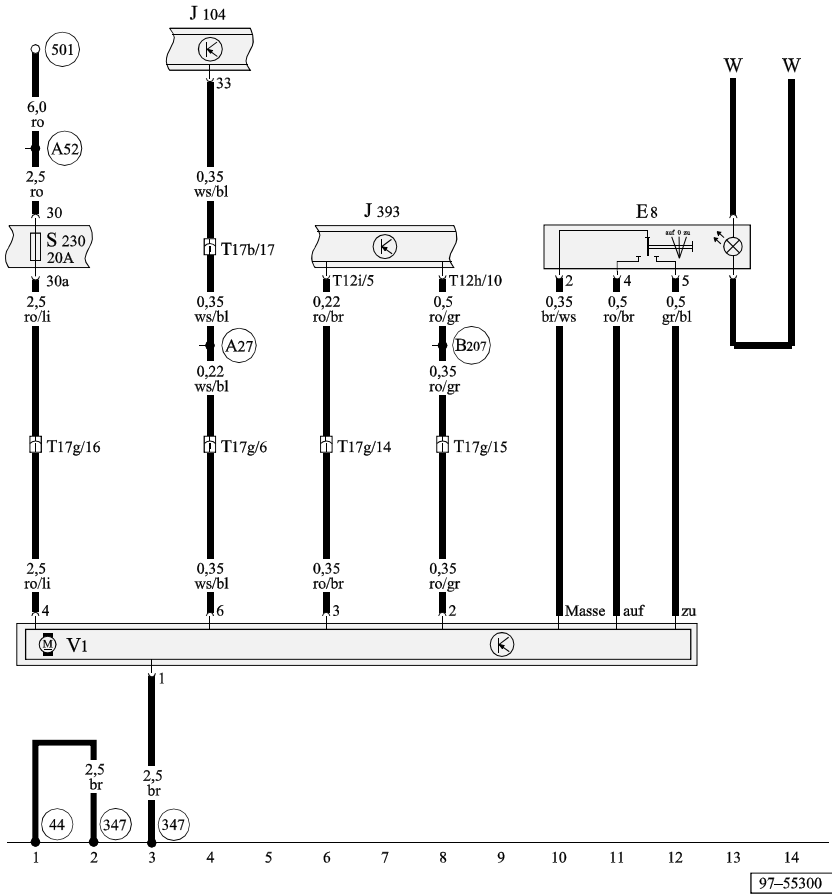 J 104
501
W W
33
6,0
ro
A52
2,5
ro
0,35
ws/bl
30
J 393
E8
S 230
20A
T17b/17
auf 0 zu
30a
T12i/5
T12h/10
2
4
5
2,5
ro/li
0,35
ws/bl
0,22
ro/br
0,5
ro/gr
0,35
br/ws
0,5
ro/br
0,5
gr/bl
A27
B207
0,22
ws/bl
0,35
ro/gr
T17g/16
T17g/6
T17g/14
T17g/15
2,5
ro/li
0,35
ws/bl
0,35
ro/br
0,35
ro/gr
4
6
3
2
Masse
auf
zu
M
V1
1
2,5
br
2,5
br
44
347
347
1 2 3 4 5 6 7 8 9 10 11 12 13 14
97–55300